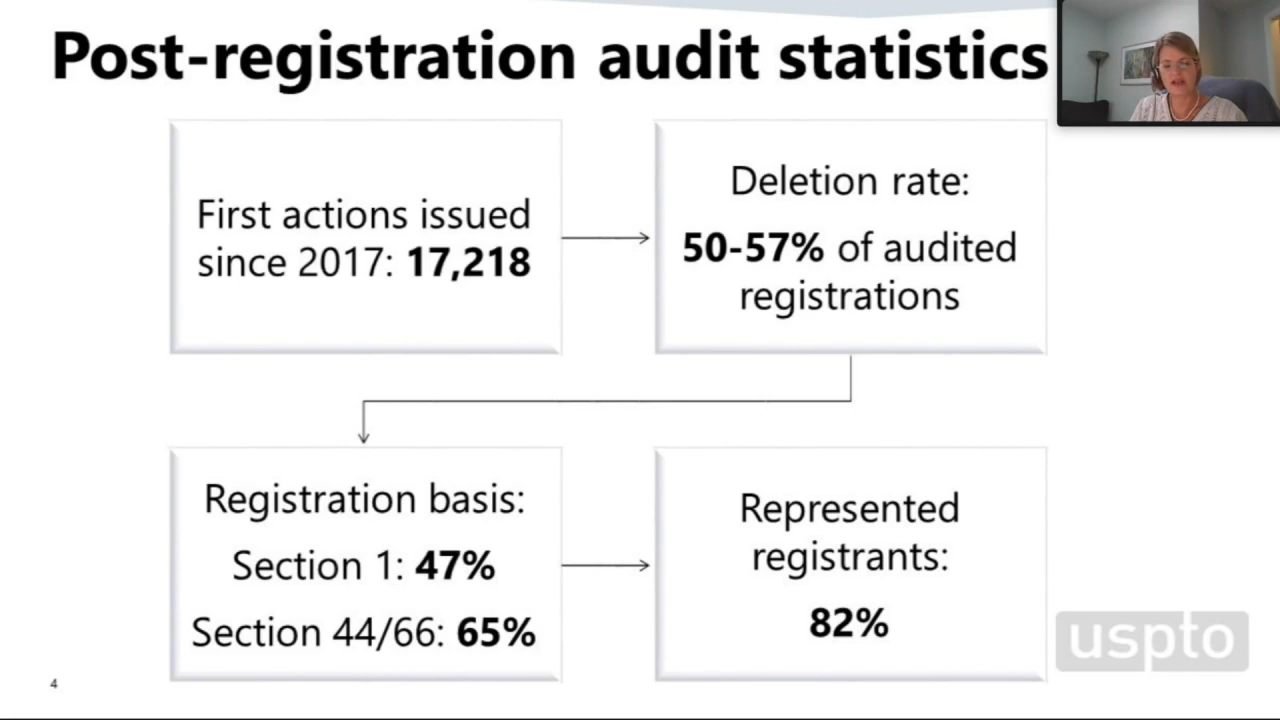 Post-registration audit statistics
First actions issued
since 2017: 17,218
Deletion rate:
50-57% of audited
registrations
Registration basis:
Section 1: 47%
Section 44/66: 65%
Represented
registrants:
82%
4
uspto